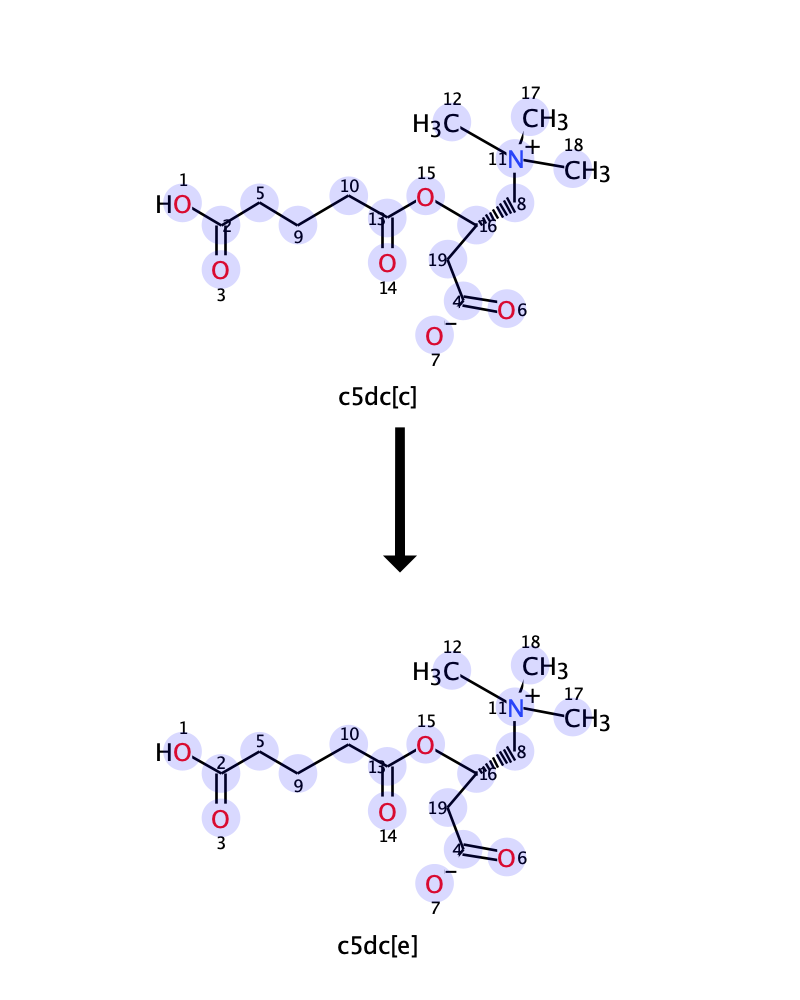 12 17
H3C CH3
11 N + 18
CH3
1 5 10 15
HO O 8
2 9 13 16
O O 19
3 14 4 O 6
O −
7
c5dc[c]
12 18
H3C CH3
11 N + 17
CH3
1 5 10 15
HO O 8
2 9 13 16
O O 19
3 14 4 O 6
O −
7
c5dc[e]